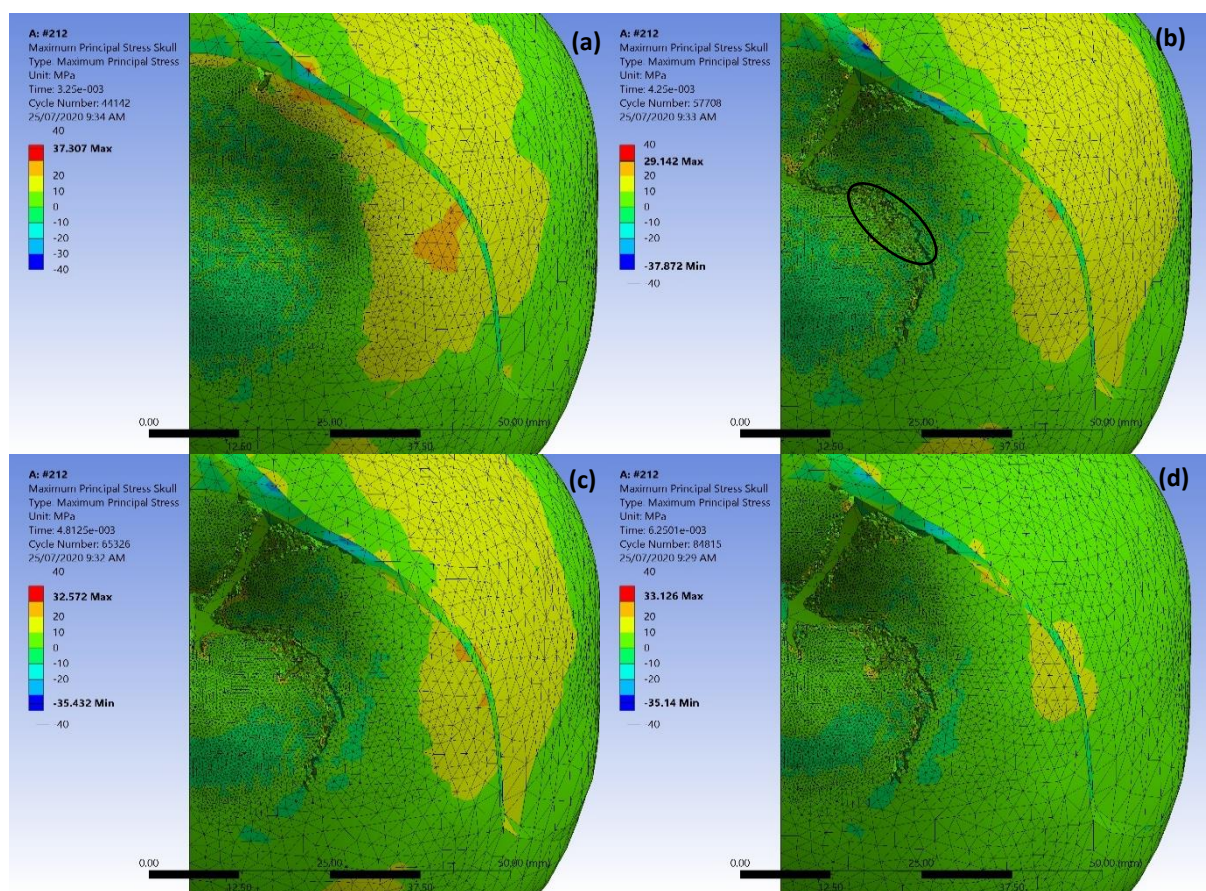 A: #212
Maximum Principal Stress Skull
Type: Maximum Principal Stress
Unit: MPa
Time: 3.25e-003
Cycle Number: 44142
25/07/2020 9:34 AM
40
37.307 Max
20
10
0
-10
-20
-30
-40
(a)
0.00
25.00
50.00 (mm)
12.50
37.50
A: #212
Maximum Principal Stress Skull
Type: Maximum Principal Stress
Unit: MPa
Time: 4.25e-003
Cycle Number: 57708
25/07/2020 9:33 AM
40
29.142 Max
20
10
0
-10
-20
-37.872 Min
-40
(b)
0.00
25.00
50.00 (mm)
12.50
37.50
A: #212
Maximum Principal Stress Skull
Type: Maximum Principal Stress
Unit: MPa
Time: 4.8125e-003
Cycle Number: 65326
25/07/2020 9:32 AM
40
32.572 Max
20
10
0
-10
-20
-35.432 Min
-40
(c)
0.00
25.00
50.00 (mm)
12.50
37.50
A: #212
Maximum Principal Stress Skull
Type: Maximum Principal Stress
Unit: MPa
Time: 6.2501e-003
Cycle Number: 84815
25/07/2020 9:29 AM
40
33.126 Max
20
10
0
-10
-20
-35.14 Min
-40
(d)
0.00
25.00
50.00 (mm)
12.50
37.50